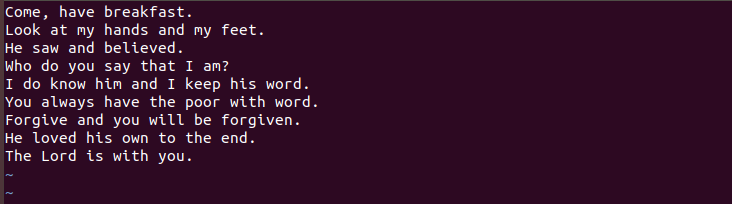 Come, have breakfast.
Look at my hands and my feet.
He saw and believed.
Who do you say that I am?
I do know him and I keep his word.
You always have the poor with word.
Forgive and you will be forgiven.
He loved his own to the end.
The Lord is with you.
~
~